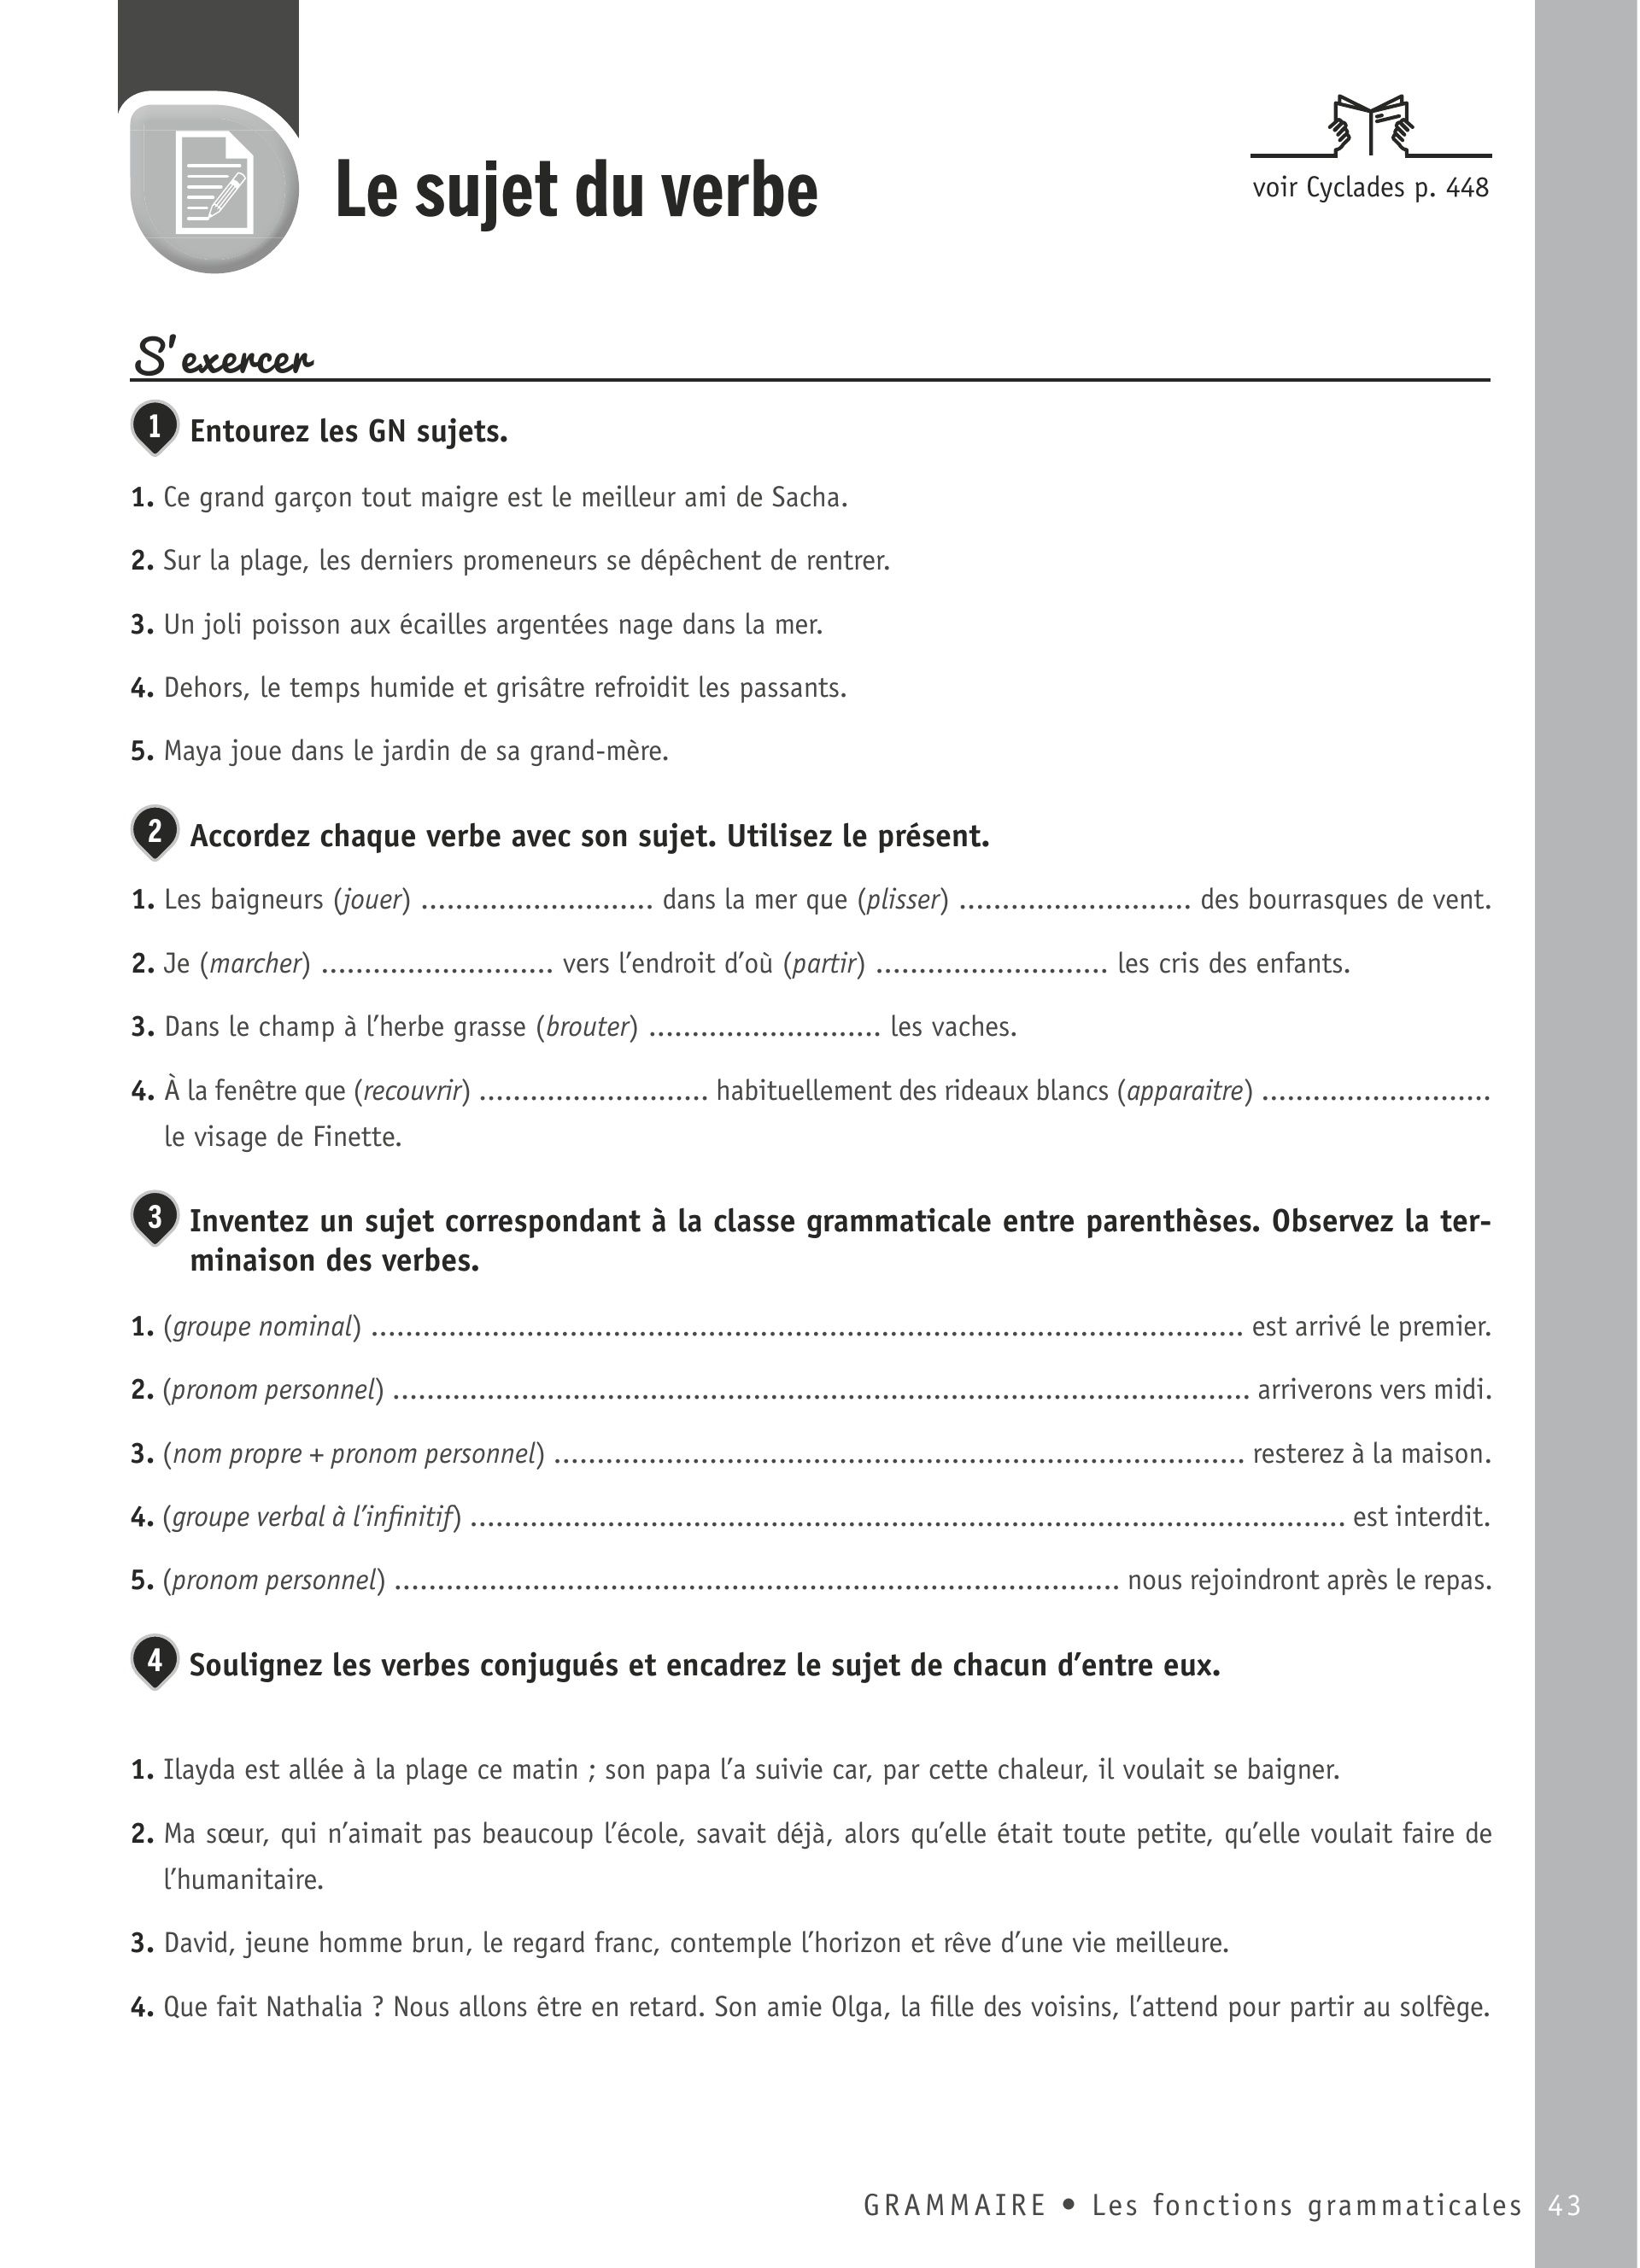 Le sujet du verbe
voir Cyclades p. 448
S'exercer
1 Entourez les GN sujets.
1. Ce grand garçon tout maigre est le meilleur ami de Sacha.
2. Sur la plage, les derniers promeneurs se dépêchent de rentrer.
3. Un joli poisson aux écailles argentées nage dans la mer.
4. Dehors, le temps humide et grisâtre refroidit les passants.
5. Maya joue dans le jardin de sa grand-mère.
2 Accordez chaque verbe avec son sujet. Utilisez le présent.
1. Les baigneurs (jouer) ........................... dans la mer que (plisser) ........................... des bourrasques de vent.
2. Je (marcher) ........................... vers l'endroit d'où (partir) ........................... les cris des enfants.
3. Dans le champ à l'herbe grasse (brouter) ........................... les vaches.
4. À la fenêtre que (recouvrir) ........................... habituellement des rideaux blancs (apparaitre) ...........................
le visage de Finette.
3 Inventez un sujet correspondant à la classe grammaticale entre parenthèses. Observez la ter-
minaison des verbes.
1. (groupe nominal) ..................................................................................................... est arrivé le premier.
2. (pronom personnel) ................................................................................................... arriverons vers midi.
3. (nom propre + pronom personnel) ................................................................................ resterez à la maison.
4. (groupe verbal à l'infinitif) ..................................................................................................... est interdit.
5. (pronom personnel) .................................................................................... nous rejoindront après le repas.
4 Soulignez les verbes conjugués et encadrez le sujet de chacun d'entre eux.
1. Ilayda est allée à la plage ce matin ; son papa l'a suivie car, par cette chaleur, il voulait se baigner.
2. Ma sœur, qui n'aimait pas beaucoup l'école, savait déjà, alors qu'elle était toute petite, qu'elle voulait faire de
l'humanitaire.
3. David, jeune homme brun, le regard franc, contemple l'horizon et rêve d'une vie meilleure.
4. Que fait Nathalia ? Nous allons être en retard. Son amie Olga, la fille des voisins, l'attend pour partir au solfège.
GRAMMAIRE • Les fonctions grammaticales 43